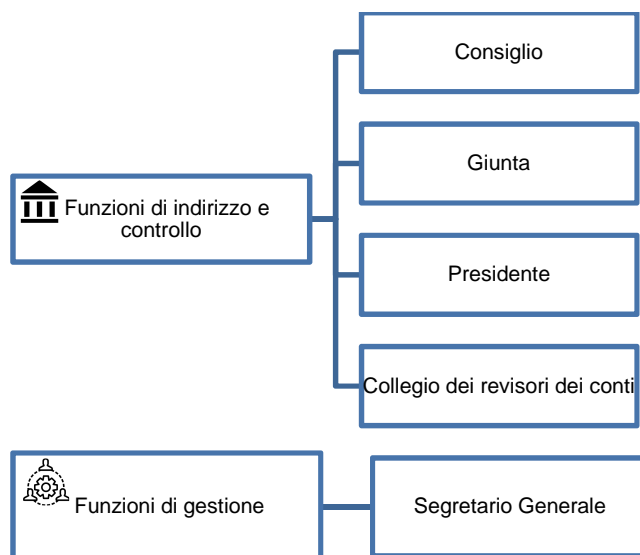 Consiglio
Giunta
Funzioni di indirizzo e
controllo
Presidente
Collegio dei revisori dei conti
Funzioni di gestione
Segretario Generale